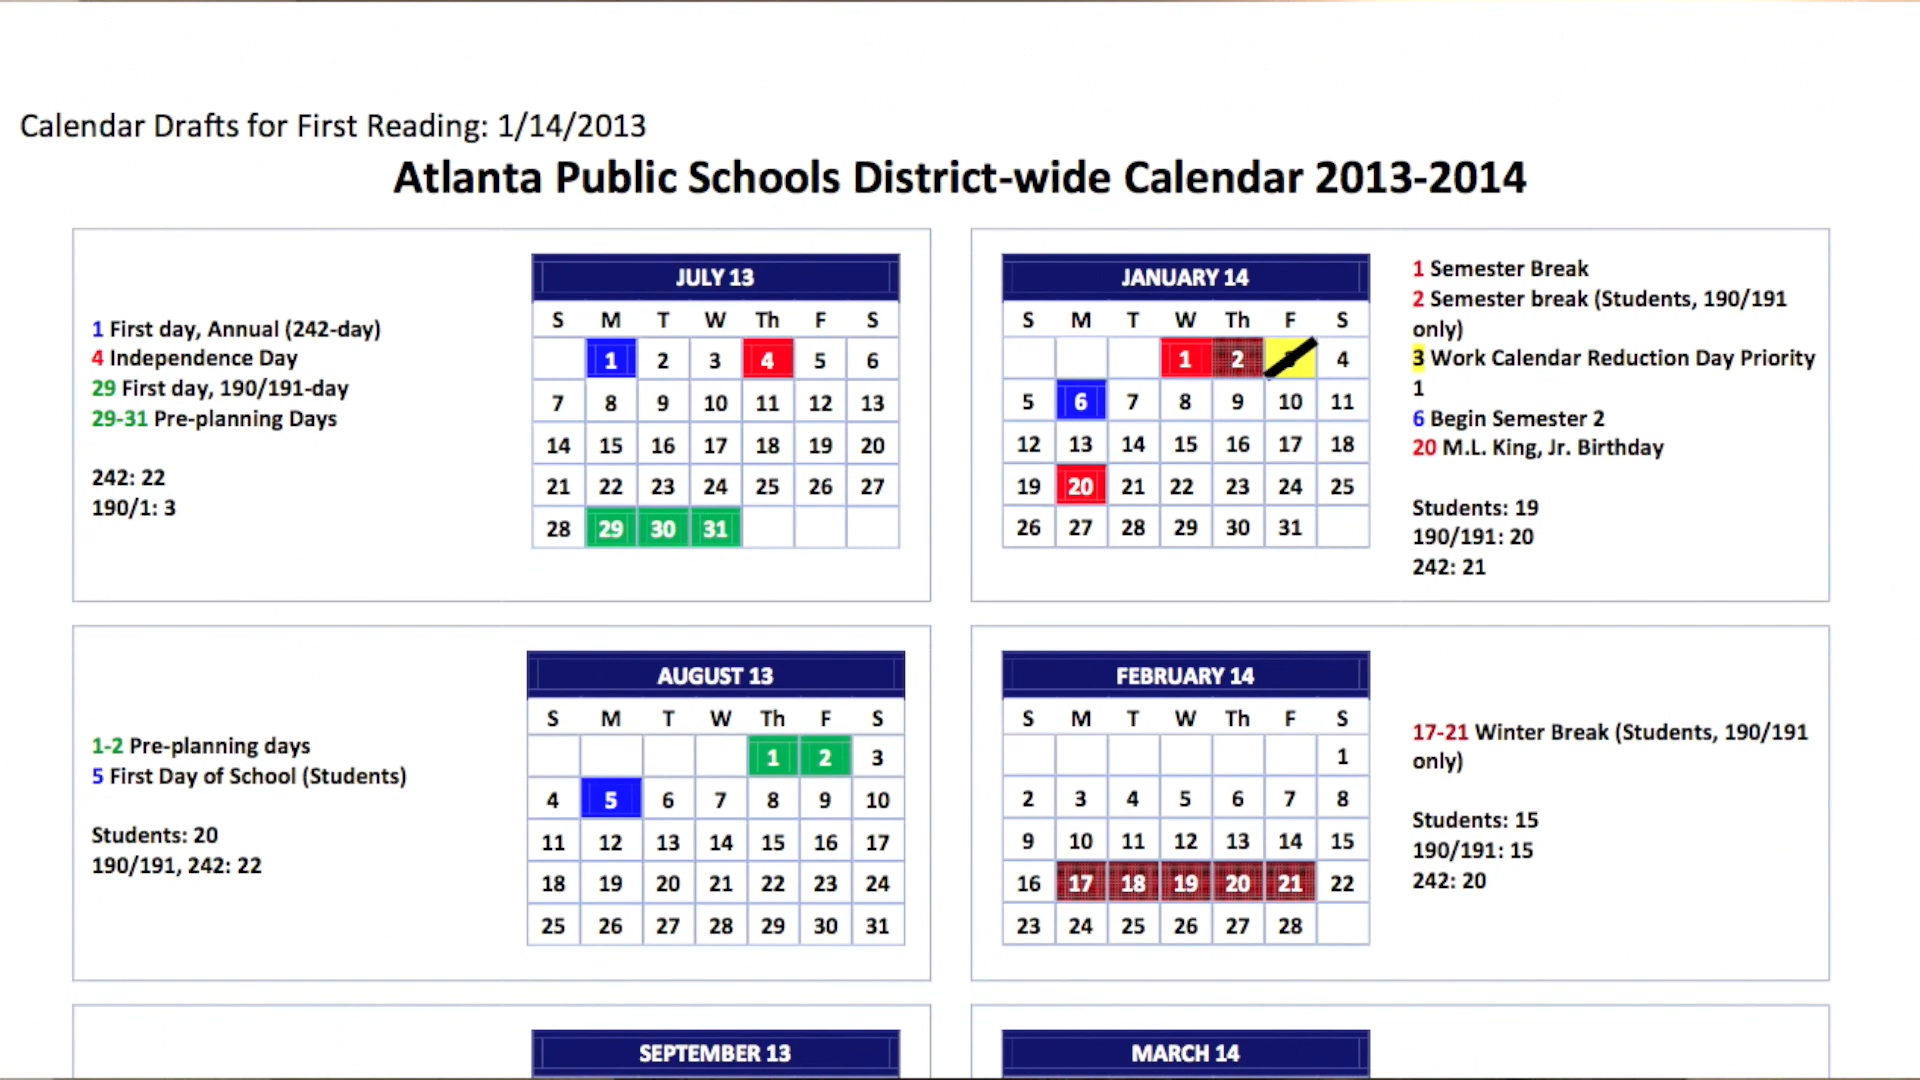 Calendar Drafts for First Reading: 1/14/2013
Atlanta Public Schools District-wide Calendar 2013-2014
1 First day, Annual (242-day)
4 Independence Day
29 First day, 190/191-day
29-31 Pre-planning Days
242: 22
190/1: 3
JULY 13
S M T W Th F S
1 2 3 4 5 6
7 8 9 10 11 12 13
14 15 16 17 18 19 20
21 22 23 24 25 26 27
28 29 30 31
JANUARY 14
S M T W Th F S
1 2 4
5 6 7 8 9 10 11
12 13 14 15 16 17 18
19 20 21 22 23 24 25
26 27 28 29 30 31
1 Semester Break
2 Semester break (Students, 190/191
only)
3 Work Calendar Reduction Day Priority
1
6 Begin Semester 2
20 M.L. King, Jr. Birthday
Students: 19
190/191: 20
242: 21
1-2 Pre-planning days
5 First Day of School (Students)
Students: 20
190/191, 242: 22
AUGUST 13
S M T W Th F S
1 2 3
4 5 6 7 8 9 10
11 12 13 14 15 16 17
18 19 20 21 22 23 24
25 26 27 28 29 30 31
FEBRUARY 14
S M T W Th F S
1
2 3 4 5 6 7 8
9 10 11 12 13 14 15
16 17 18 19 20 21 22
23 24 25 26 27 28
17-21 Winter Break (Students, 190/191
only)
Students: 15
190/191: 15
242: 20
SEPTEMBER 13
MARCH 14